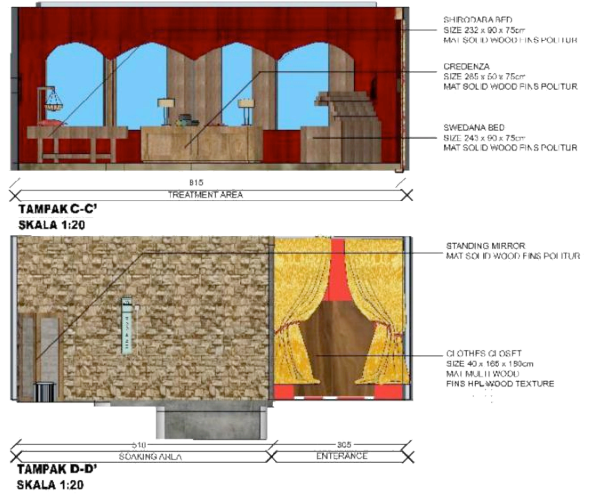 SHIRODARA BED
SIZE 232 x 90 x 75cm
MAT SOLID WOOD FINS POLITUR
CREDENZA
SIZE 265 x 60 x 75cm
MAT SOLID WOOD FINS POLITUR
SWEDANA BED
SIZE 243 x 90 x 75cm
MAT SOLID WOOD FINS POLITUR
815
TREATMENT AREA
TAMPAK C-C'
SKALA 1:20
STANDING MIRROR
MAT SOLID WOOD FINS POLITUR
CLOTHES CLOSET
SIZE 40 x 165 x 180cm
MAT MULTI WOOD
FINS HPL WOOD TEXTURE
510
305
SOAKING AREA
ENTERANCE
TAMPAK D-D'
SKALA 1:20